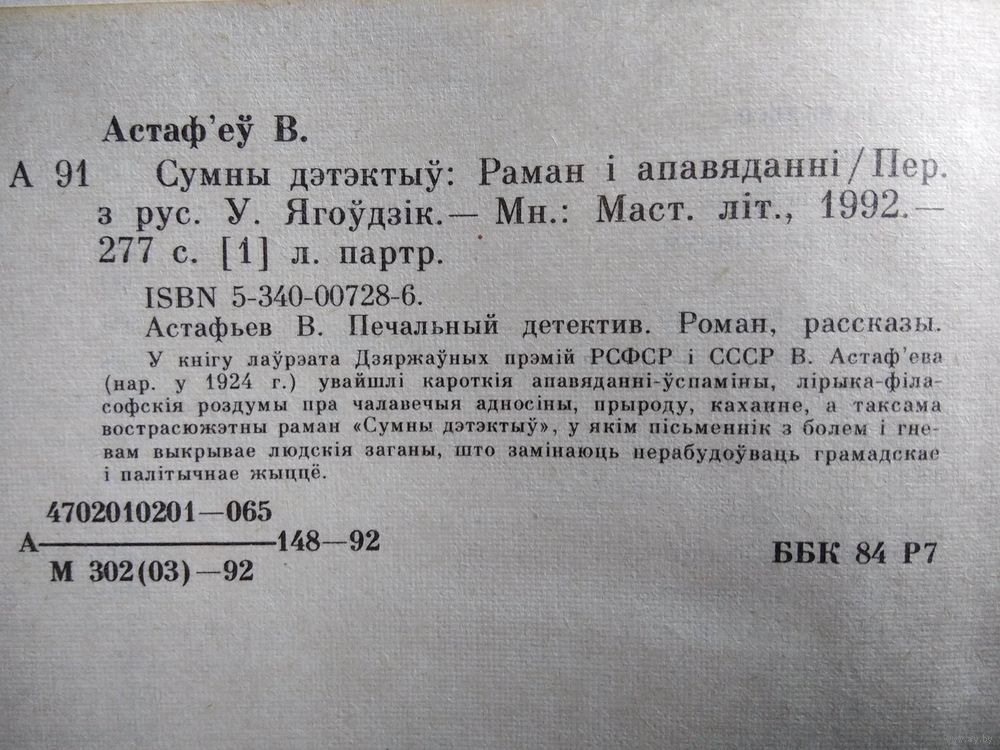 Астаф'еў В.
А 91 Сумны дэтэктыў: Раман і апавяданні/Пер.
з рус. У. Ягоўдзік.— Мн.: Маст. літ., 1992.—
277 с. [1] л. партр.
ISBN 5-340-00728-6.
Астафьев В. Печальный детектив. Роман, рассказы.
У кнігу лаўрэата Дзяржаўных прэмій РСФСР і СССР В. Астаф'ева
(нар. у 1924 г.) увайшлі кароткія апавяданні-ўспаміны, лірыка-філа-
софскія роздумы пра чалавечыя адносіны, прыроду, каханне, а таксама
вострасюжэтны раман «Сумны дэтэктыў», у якім пісьменнік з болем і гне-
вам выкрывае людскія заганы, што замінаюць перабудоўваць грамадскае
і палітычнае жыццё.
4702010201—065
А 148—92
М 302(03)—92
ББК 84 Р7
www.ay.by